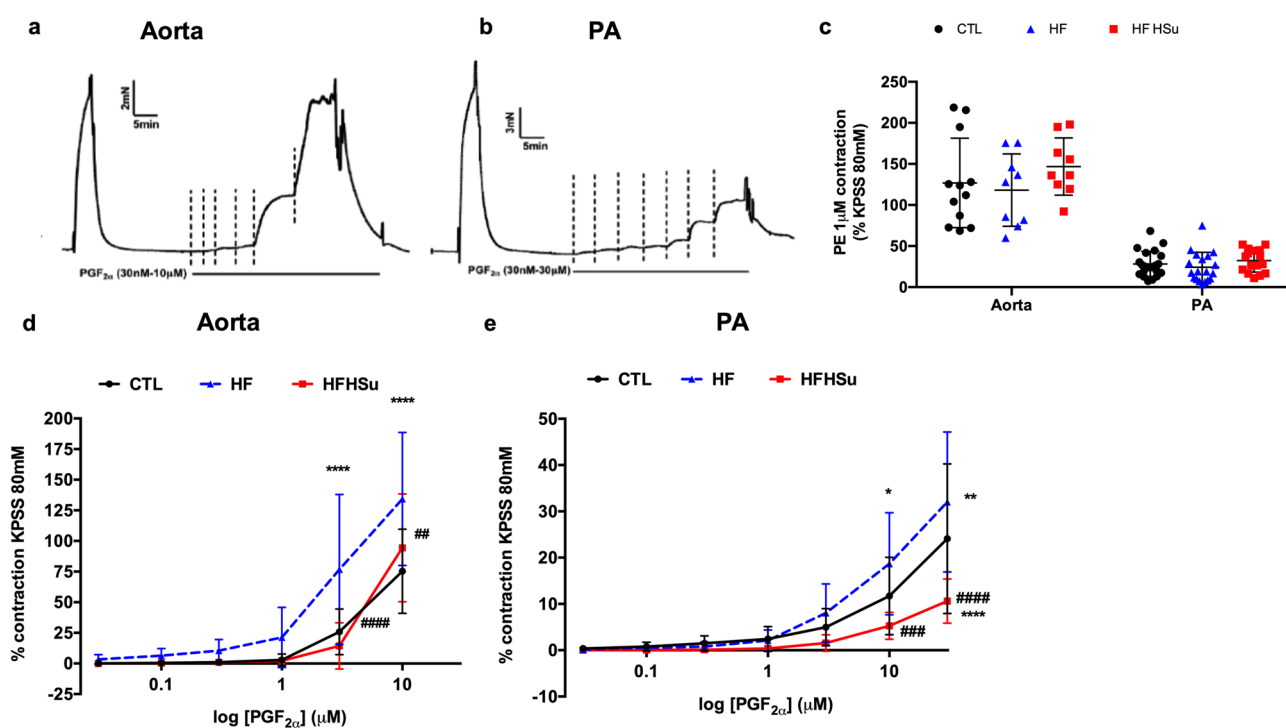 a
Aorta
2mN
5min
PGF2α (30nM-10μM)
b
PA
3mN
5min
PGF2α (30nM-30μM)
c
CTL
HF
HF HSu
PE 1μM contraction
(% KPSS 80mM)
250
200
150
100
50
0
Aorta
PA
d
Aorta
CTL
HF
HFHSu
% contraction KPSS 80mM
200
175
150
125
100
75
50
25
0
-25
0.1
1
10
****
****
##
####
log [PGF2α] (μM)
e
PA
CTL
HF
HFHSu
% contraction KPSS 80mM
50
40
30
20
10
0
-10
0.1
1
10
*
**
###
####
****
log [PGF2α] (μM)